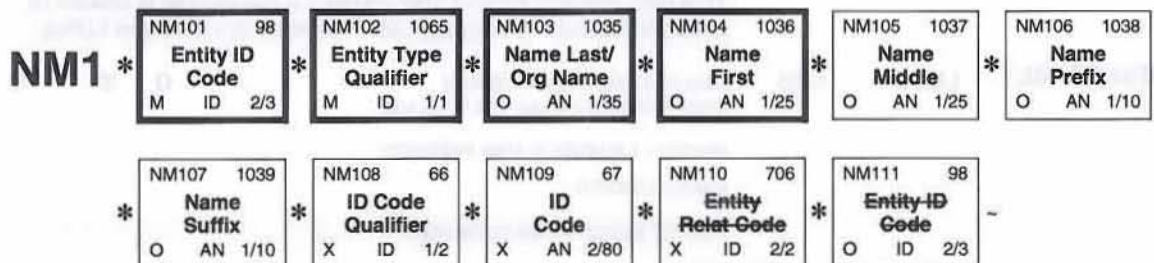 NM101 98 NM102 1065 NM103 1035 NM104 1036 NM105 1037 NM106 1038
NM1 * Entity ID * Entity Type * Name Last/ * Name * Name * Name
Code Qualifier Org Name First Middle Prefix
M ID 2/3 M ID 1/1 O AN 1/35 O AN 1/25 O AN 1/25 O AN 1/10
NM107 1039 NM108 66 NM109 67 NM110 706 NM111 98
* Name * ID Code * ID * Entity * Entity ID ~
Suffix Qualifier Code Relat Code Code
O AN 1/10 X ID 1/2 X AN 2/80 X ID 2/2 O ID 2/3